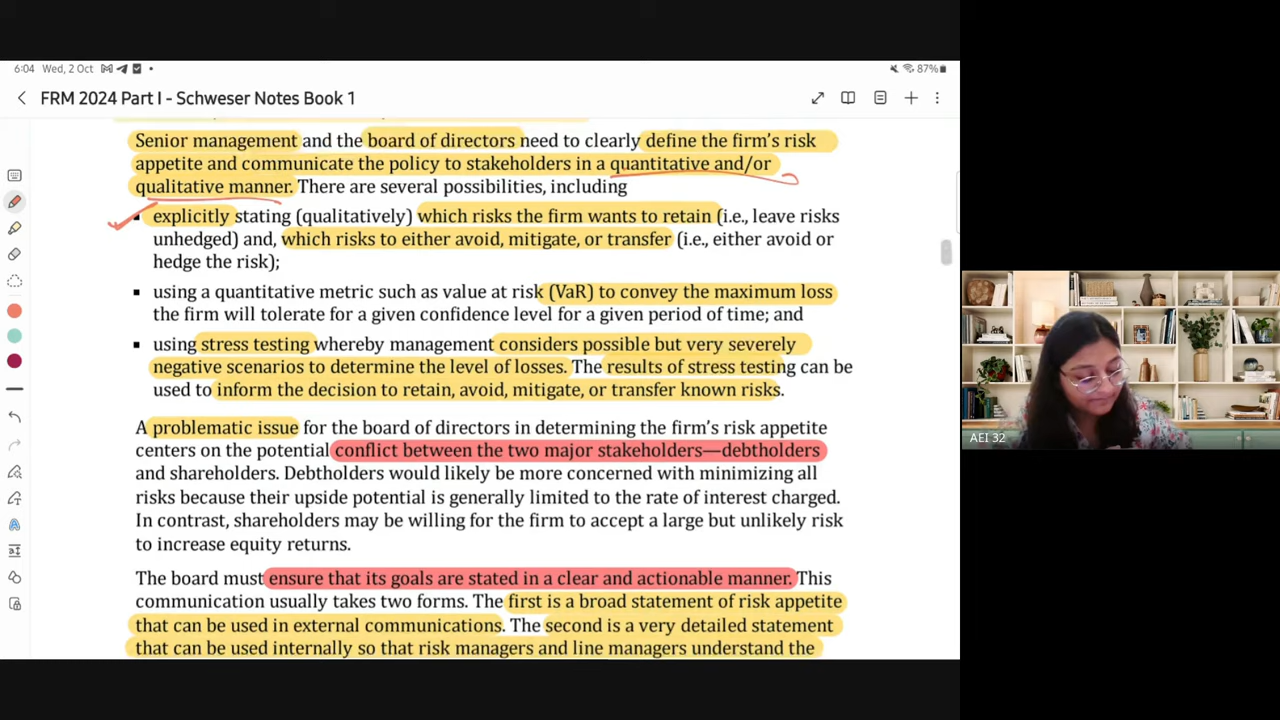 6:04 Wed, 2 Oct
87%
FRM 2024 Part I - Schweser Notes Book 1
Senior management and the board of directors need to clearly define the firm's risk
appetite and communicate the policy to stakeholders in a quantitative and/or
qualitative manner. There are several possibilities, including
▪ explicitly stating (qualitatively) which risks the firm wants to retain (i.e., leave risks
unhedged) and, which risks to either avoid, mitigate, or transfer (i.e., either avoid or
hedge the risk);
▪ using a quantitative metric such as value at risk (VaR) to convey the maximum loss
the firm will tolerate for a given confidence level for a given period of time; and
▪ using stress testing whereby management considers possible but very severely
negative scenarios to determine the level of losses. The results of stress testing can be
used to inform the decision to retain, avoid, mitigate, or transfer known risks.
A problematic issue for the board of directors in determining the firm's risk appetite
centers on the potential conflict between the two major stakeholders—debtholders
and shareholders. Debtholders would likely be more concerned with minimizing all
risks because their upside potential is generally limited to the rate of interest charged.
In contrast, shareholders may be willing for the firm to accept a large but unlikely risk
to increase equity returns.
The board must ensure that its goals are stated in a clear and actionable manner. This
communication usually takes two forms. The first is a broad statement of risk appetite
that can be used in external communications. The second is a very detailed statement
that can be used internally so that risk managers and line managers understand the
AEI 32